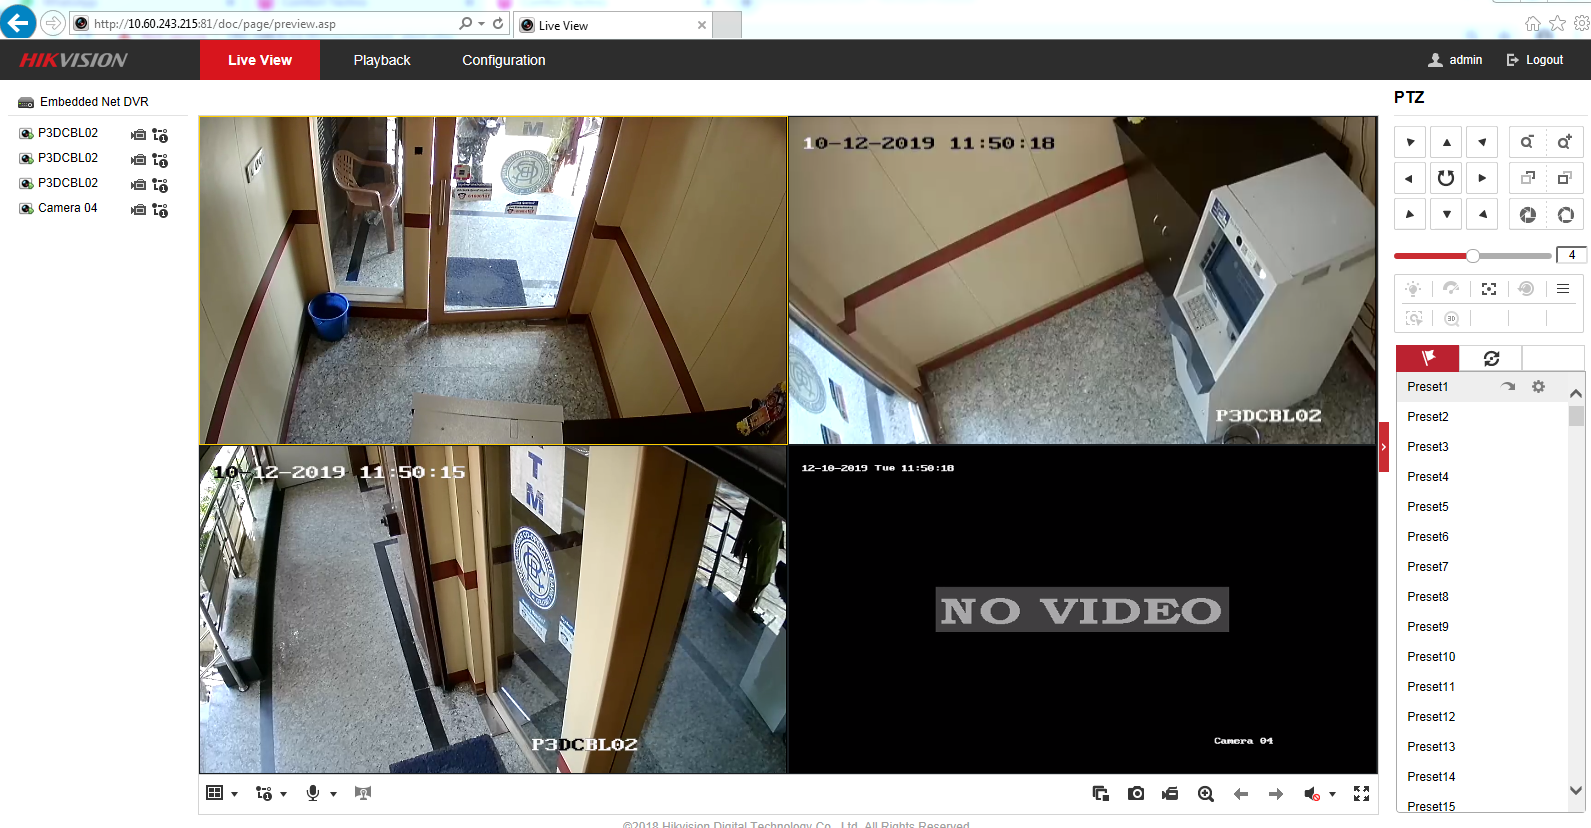 http://10.60.243.215:81/doc/page/preview.asp
Live View
HIKVISION
Live View
Playback
Configuration
admin
Logout
Embedded Net DVR
P3DCBL02
P3DCBL02
P3DCBL02
Camera 04
M
10-12-2019 11:50:18
P3DCBL02
10-12-2019 11:50:15
T
M
P3DCBL02
12-10-2019 Tue 11:50:18
NO VIDEO
Camera 04
PTZ
4
3D
Preset1
Preset2
Preset3
Preset4
Preset5
Preset6
Preset7
Preset8
Preset9
Preset10
Preset11
Preset12
Preset13
Preset14
Preset15
©2018 Hikvision Digital Technology Co., Ltd. All Rights Reserved.